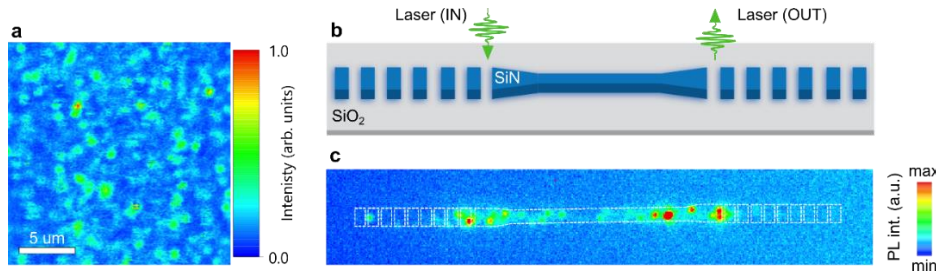 a
1.0
Intenisty (arb. units)
0.0
5 um
b
Laser (IN)
Laser (OUT)
SiN
SiO₂
c
max
PL int. (a.u.)
min